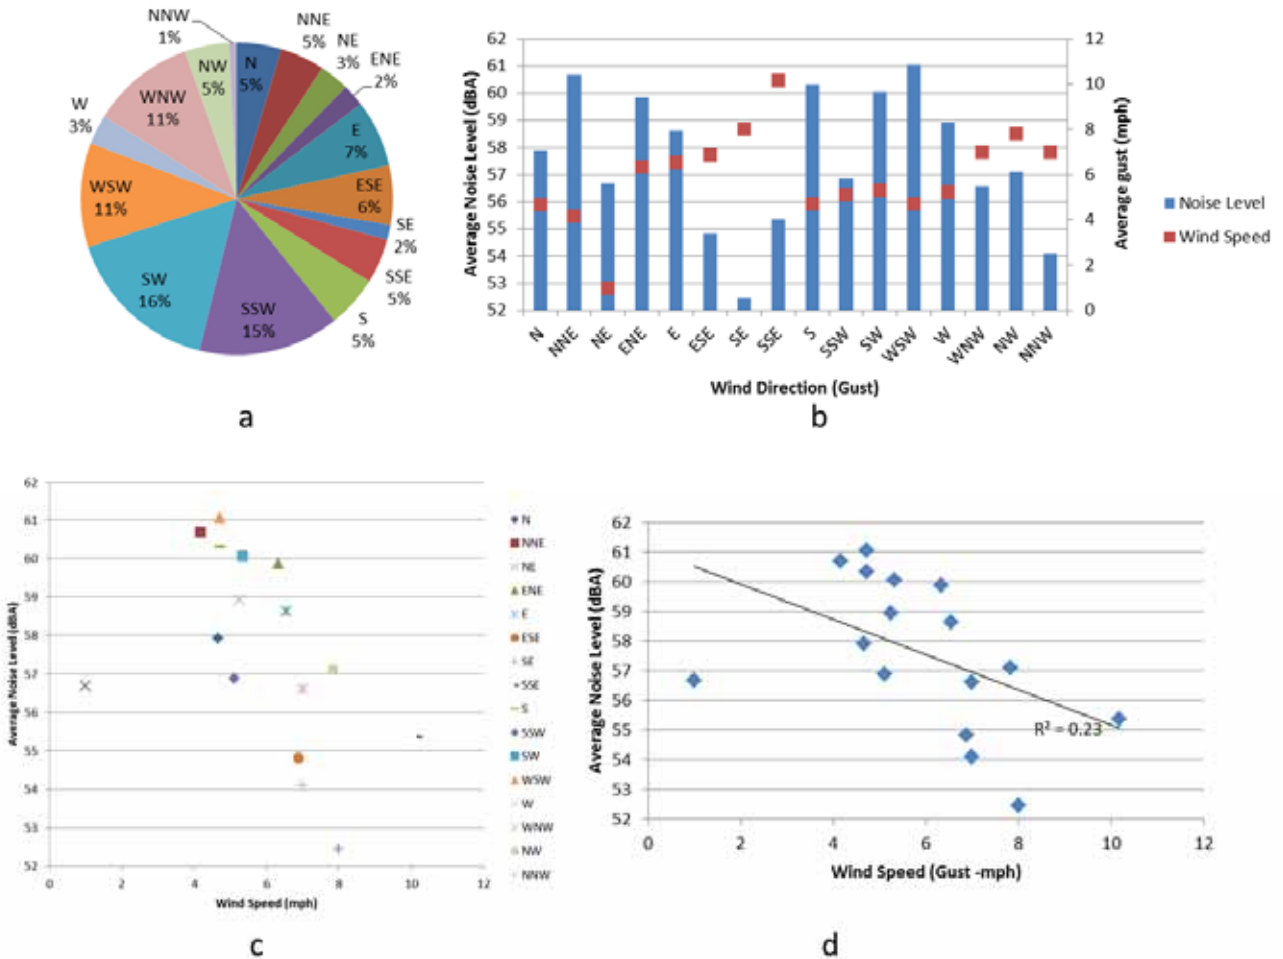 NNW
1%
N
5%
NNE
5%
NE
3%
ENE
2%
E
7%
ESE
6%
SE
2%
SSE
5%
S
5%
SSW
15%
SW
16%
WSW
11%
W
3%
WNW
11%
NW
5%
a
Average Noise Level (dBA)
62
61
60
59
58
57
56
55
54
53
52
12
10
8
6
4
2
0
Average gust (mph)
N
NNE
NE
ENE
E
ESE
SE
SSE
S
SSW
SW
WSW
W
WNW
NW
NNW
Wind Direction (Gust)
Noise Level
Wind Speed
b
Average Noise Level (dBA)
62
61
60
59
58
57
56
55
54
53
52
0
2
4
6
8
10
12
Wind Speed (mph)
N
NNE
NE
ENE
E
ESE
SE
SSE
S
SSW
SW
WSW
W
WNW
NW
NNW
c
Average Noise Level (dBA)
62
61
60
59
58
57
56
55
54
53
52
R² = 0.23
0
2
4
6
8
10
12
Wind Speed (Gust -mph)
d